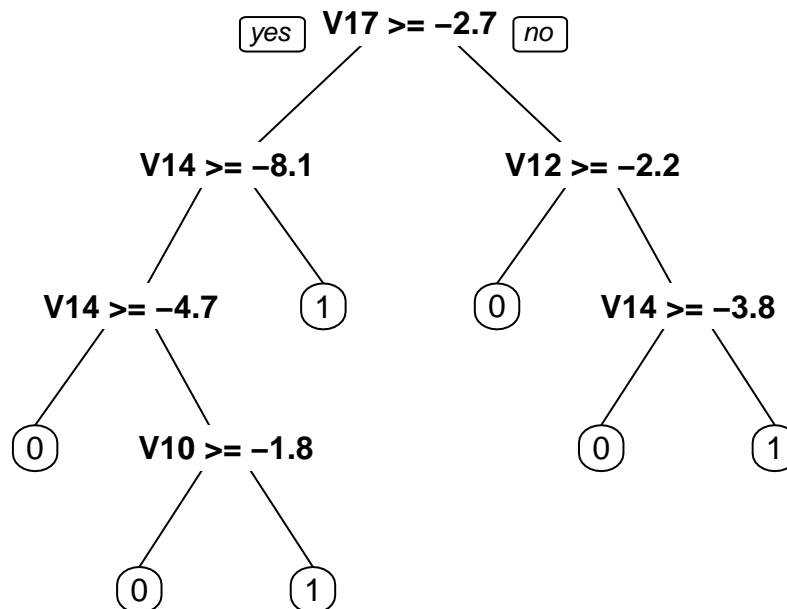 yes V17 >= −2.7 no
V14 >= −8.1 V12 >= −2.2
V14 >= −4.7 1 0 V14 >= −3.8
0 V10 >= −1.8 0 1
0 1